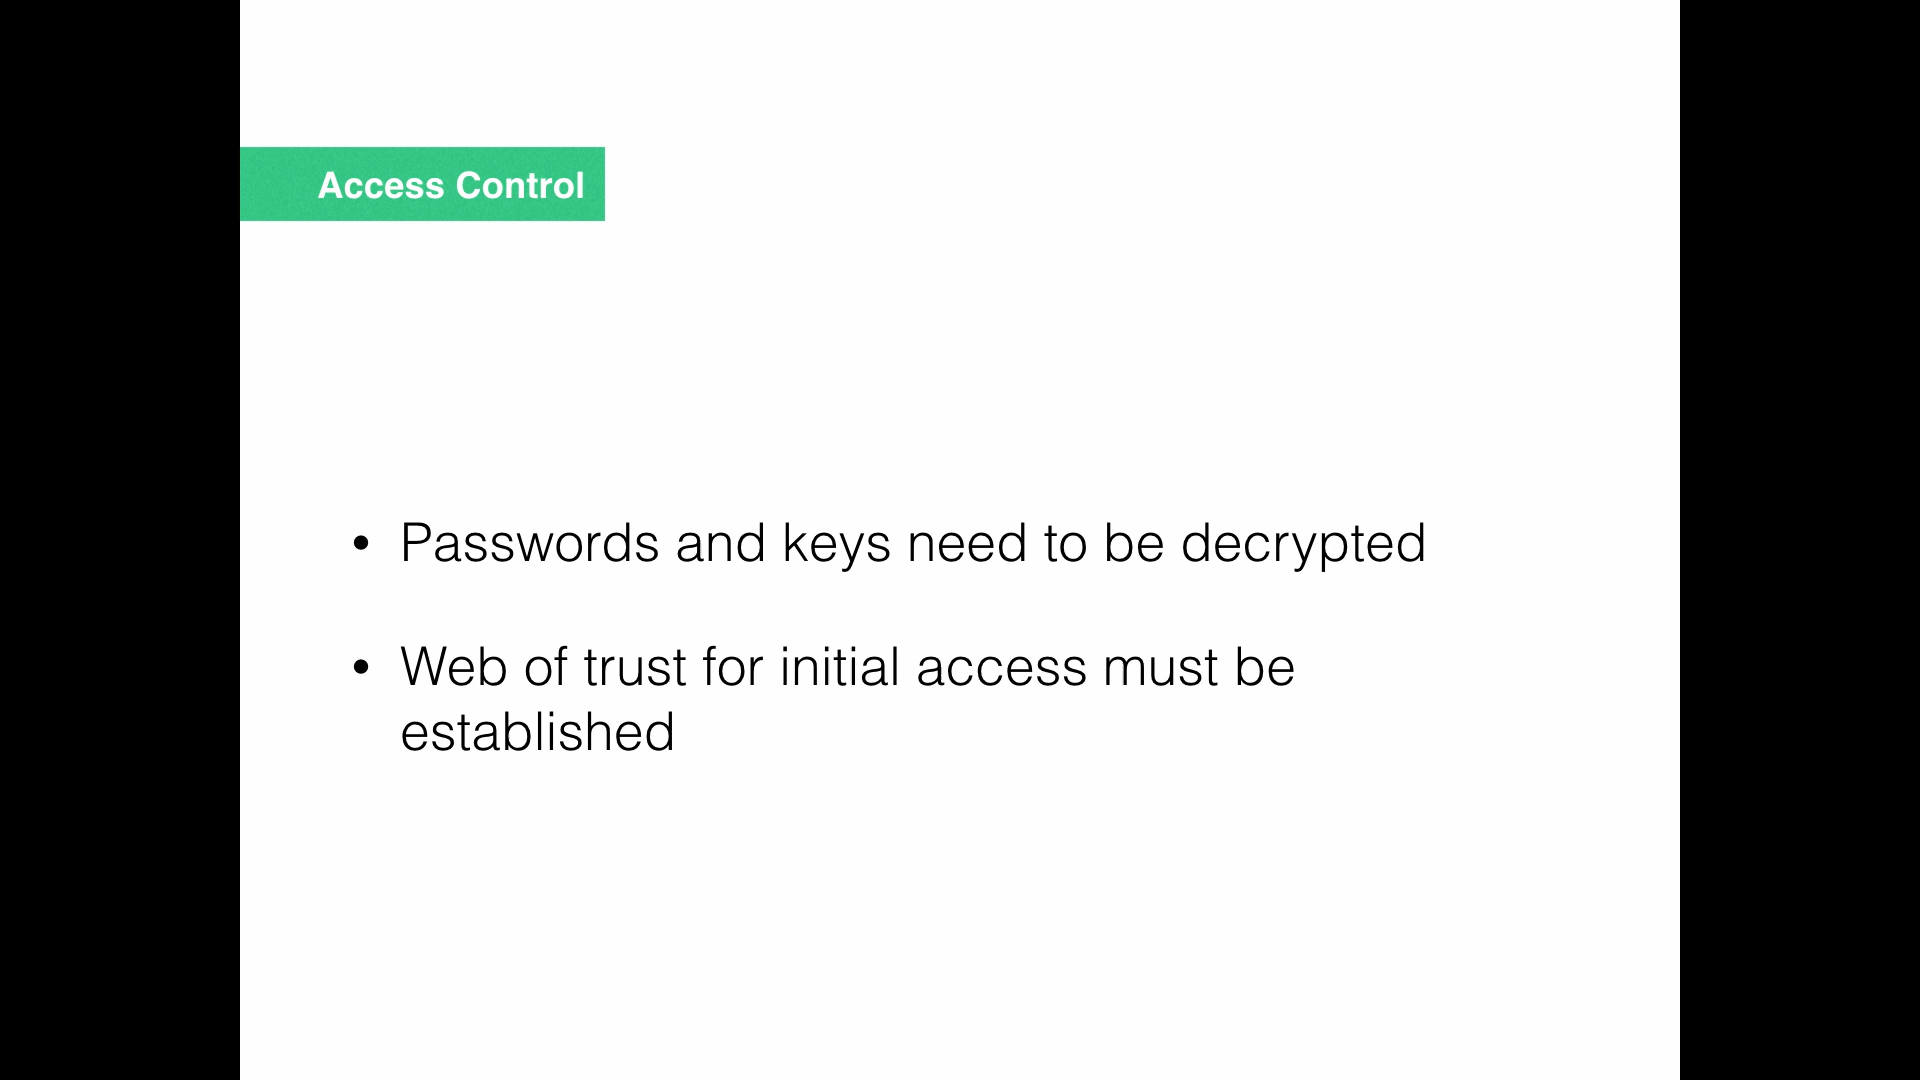 Access Control
• Passwords and keys need to be decrypted
• Web of trust for initial access must be
established